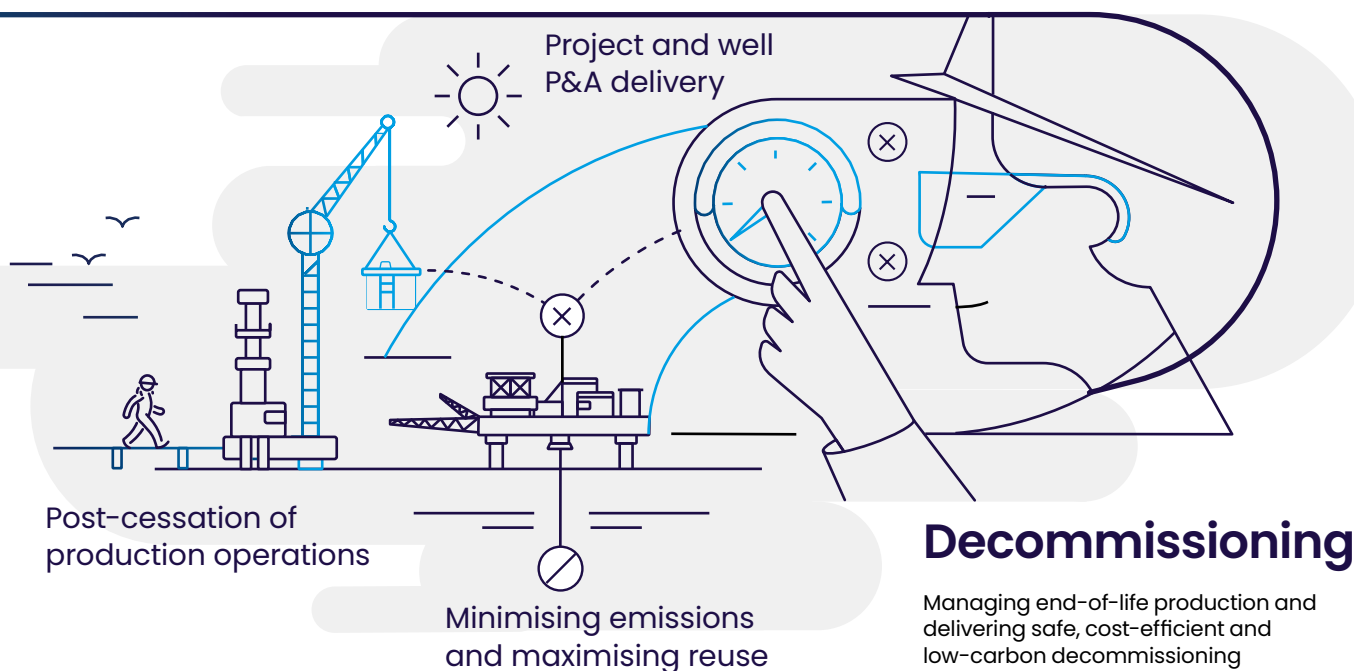 Project and well
P&A delivery
Post-cessation of
production operations
Minimising emissions
and maximising reuse
Decommissioning
Managing end-of-life production and
delivering safe, cost-efficient and
low-carbon decommissioning